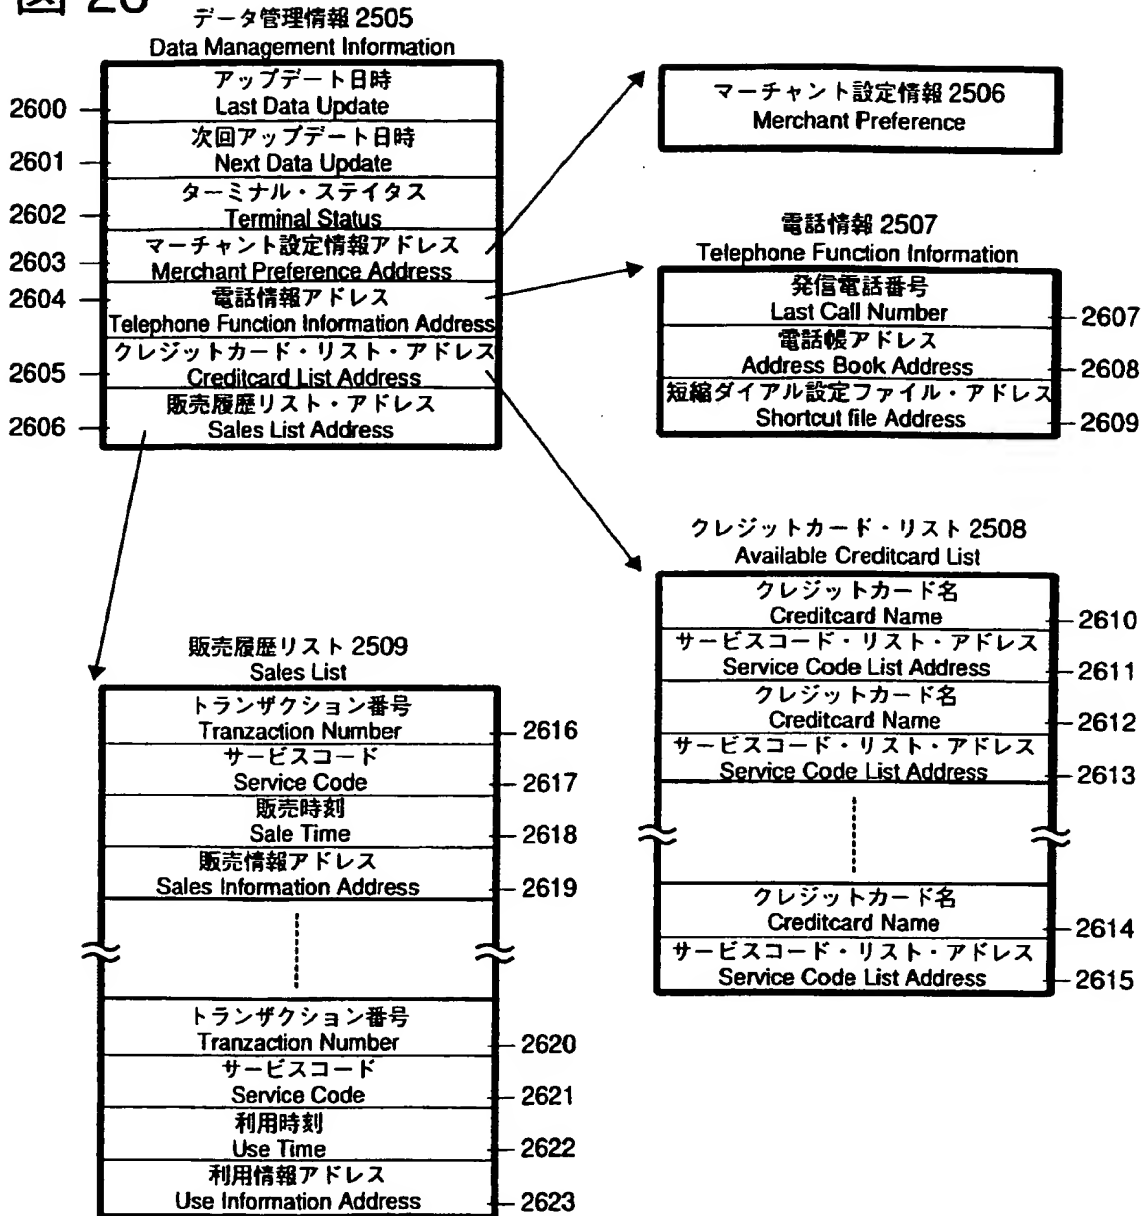 データ管理情報 2505
Data Management Information
アップデート日時
2600
Last Data Update
次回アップデート日時
2601
Next Data Update
ターミナル・ステイタス
2602
Terminal Status
マーチャント設定情報アドレス
2603
Merchant Preference Address
2604
電話情報アドレス
Telephone Function Information Address
クレジットカード・リスト・アドレス
2605
Creditcard List Address
販売履歴リスト・アドレス
2606
Sales List Address
マーチャント設定情報 2506
Merchant Preference
電話情報 2507
Telephone Function Information
発信電話番号
Last Call Number
2607
電話帳アドレス
Address Book Address
2608
短縮ダイアル設定ファイル・アドレス
Shortcut file Address
2609
クレジットカード・リスト 2508
Available Creditcard List
クレジットカード名
Creditcard Name
2610
サービスコード・リスト・アドレス
Service Code List Address
2611
クレジットカード名
Creditcard Name
2612
サービスコード・リスト・アドレス
Service Code List Address
2613
クレジットカード名
Creditcard Name
2614
サービスコード・リスト・アドレス
Service Code List Address
2615
販売履歴リスト 2509
Sales List
トランザクション番号
Tranzaction Number
2616
サービスコード
Service Code
2617
販売時刻
Sale Time
2618
販売情報アドレス
Sales Information Address
2619
トランザクション番号
Tranzaction Number
2620
サービスコード
Service Code
2621
利用時刻
Use Time
2622
利用情報アドレス
Use Information Address
2623